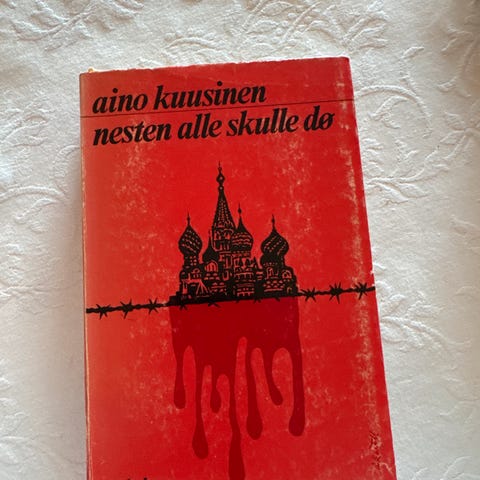 aino kuusinen
nesten alle skulle dø